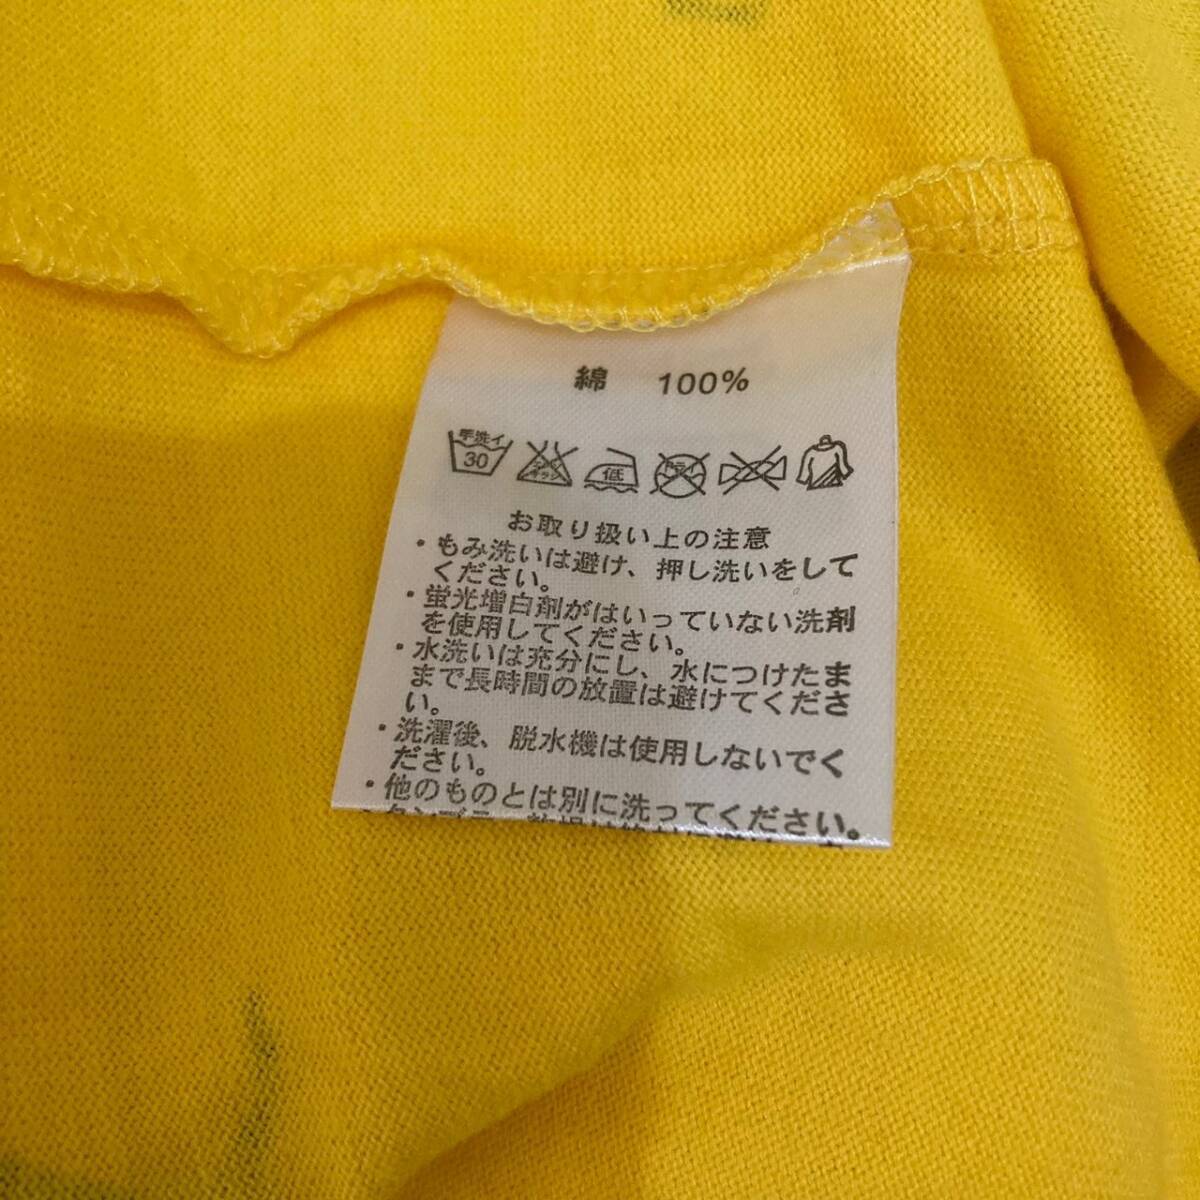 綿 100%
手洗イ
30
低
ドライ
お取り扱い上の注意
・もみ洗いは避け、押し洗いをして
ください。
・蛍光増白剤がはいっていない洗剤
を使用してください。
・水洗いは充分にし、水につけたま
まで長時間の放置は避けてくださ
い。
・洗濯後、脱水機は使用しないでく
ださい。
・他のものとは別に洗ってください。